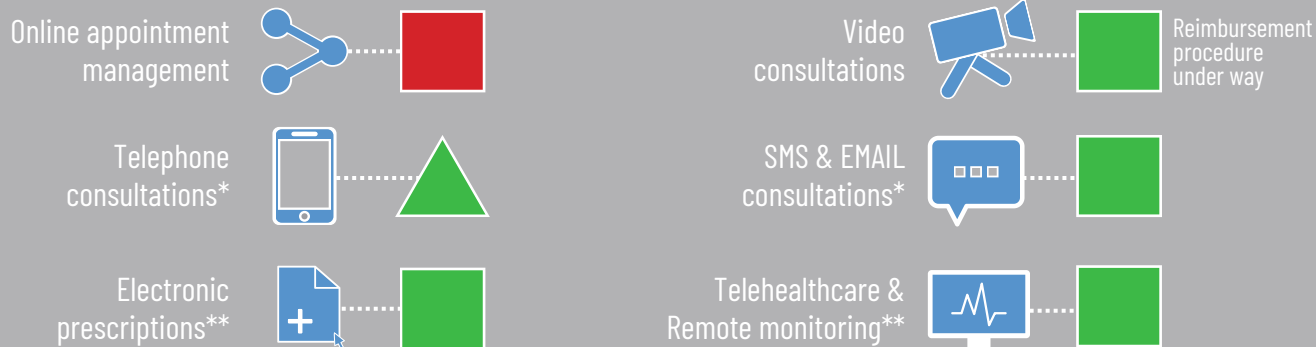 Online appointment
management
Video
consultations
Reimbursement
procedure
under way
Telephone
consultations*
SMS & EMAIL
consultations*
Electronic
prescriptions**
Telehealthcare &
Remote monitoring**